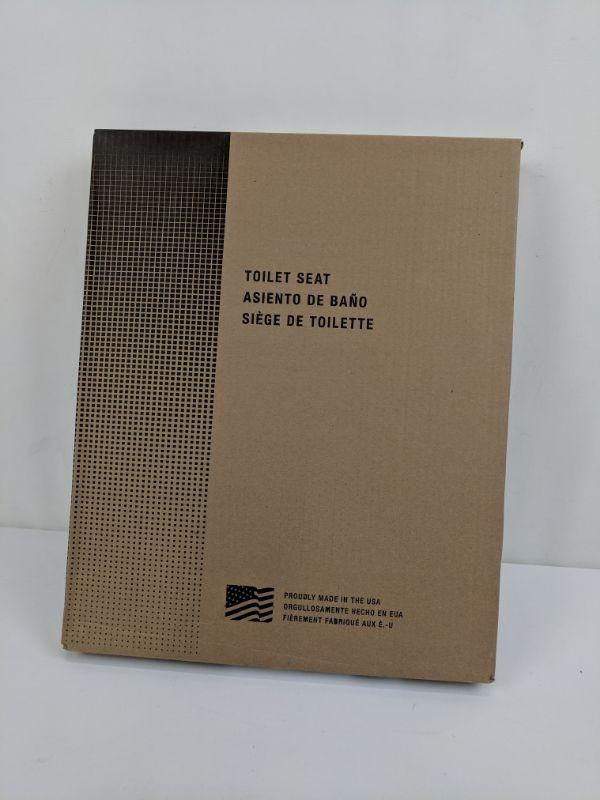 TOILET SEAT
ASIENTO DE BAÑO
SIÈGE DE TOILETTE
PROUDLY MADE IN THE USA
ORGULLOSAMENTE HECHO EN EUA
FIÈREMENT FABRIQUÉ AUX É.-U